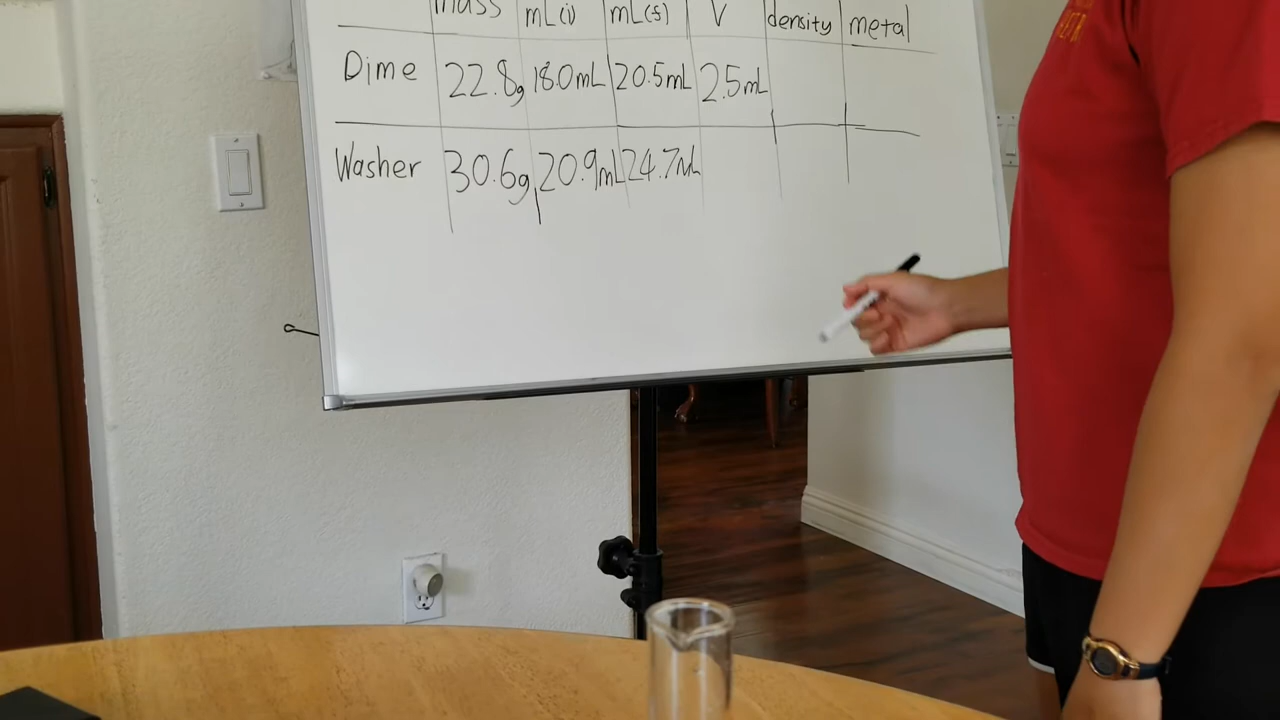 mass mL(i) mL(f) V density metal
Dime 22.8g 18.0mL 20.5mL 2.5mL
Washer 30.6g 20.9mL 24.7mL